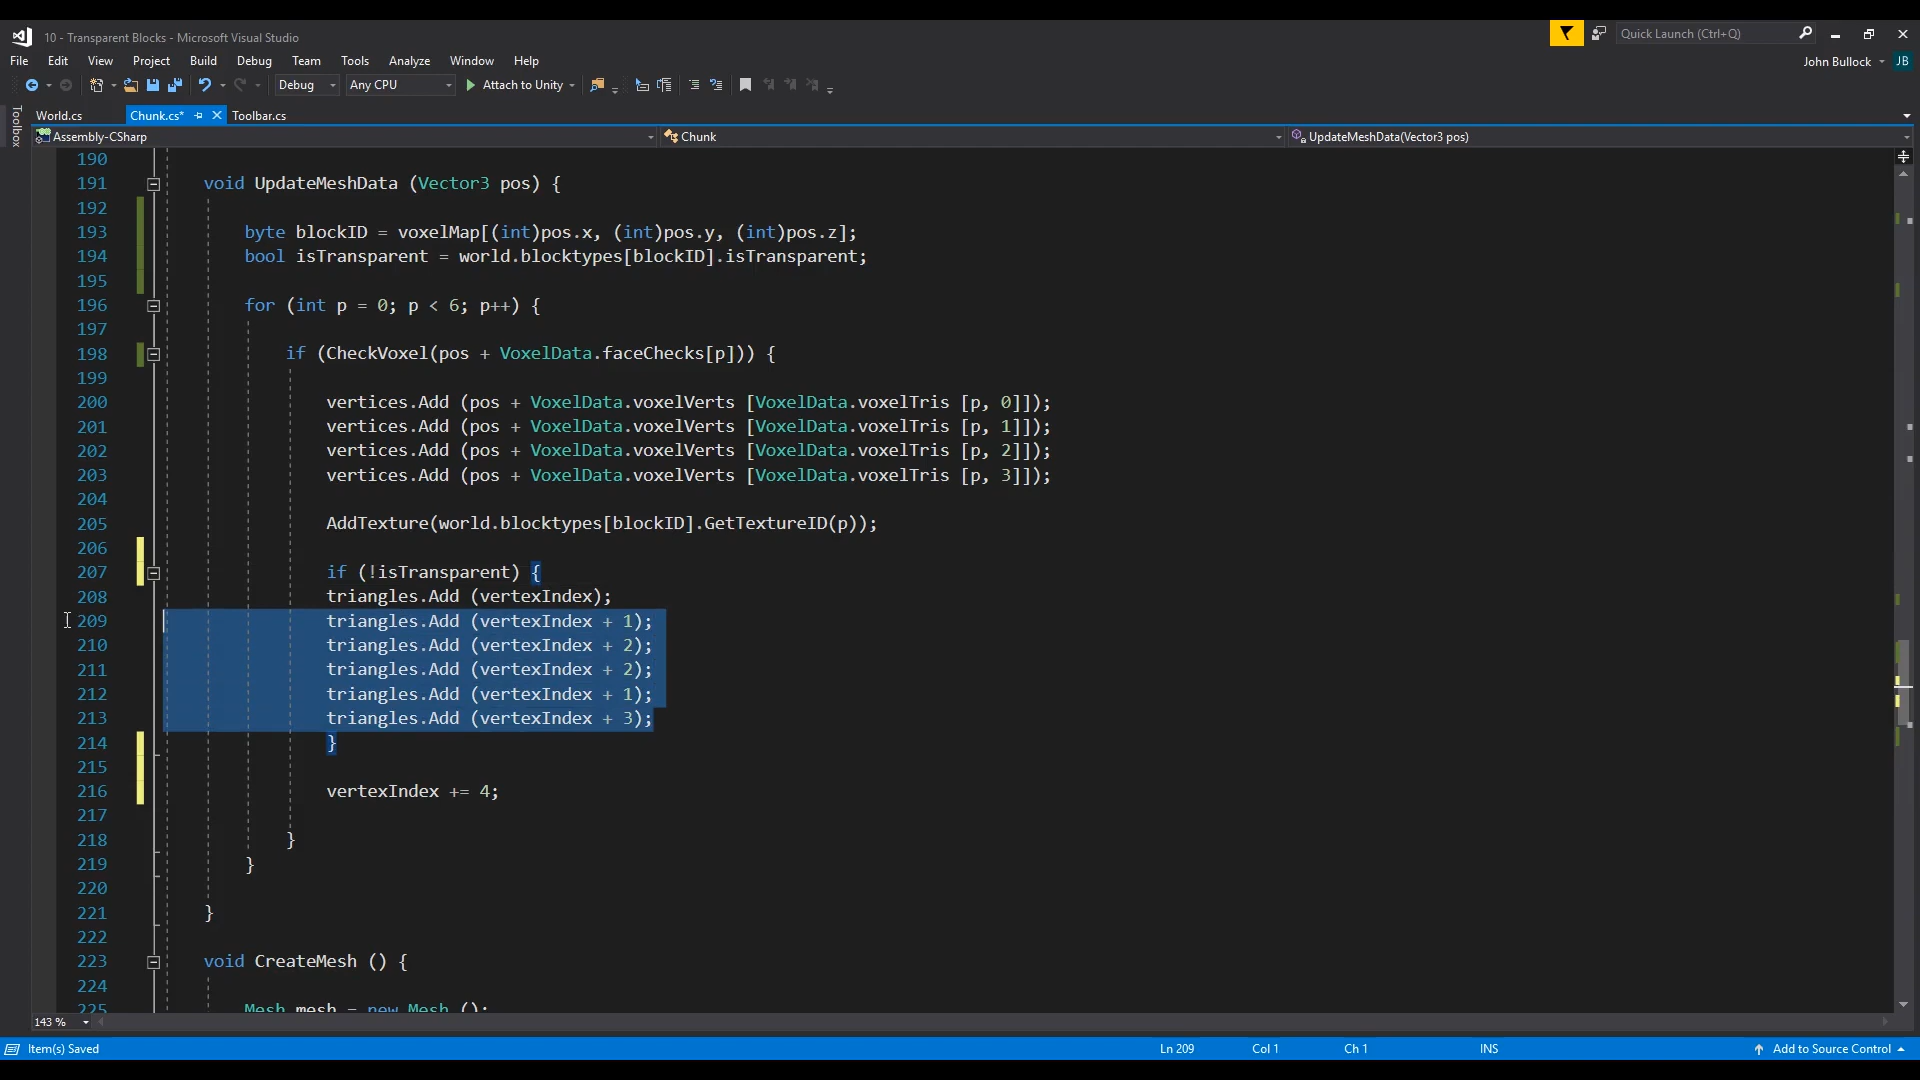 10 - Transparent Blocks - Microsoft Visual Studio
Quick Launch (Ctrl+Q)
File Edit View Project Build Debug Team Tools Analyze Window Help
John Bullock JB
Debug Any CPU Attach to Unity
Toolbox
World.cs Chunk.cs* Toolbar.cs
Assembly-CSharp Chunk UpdateMeshData(Vector3 pos)
190
191 void UpdateMeshData (Vector3 pos) {
192
193 byte blockID = voxelMap[(int)pos.x, (int)pos.y, (int)pos.z];
194 bool isTransparent = world.blocktypes[blockID].isTransparent;
195
196 for (int p = 0; p < 6; p++) {
197
198 if (CheckVoxel(pos + VoxelData.faceChecks[p])) {
199
200 vertices.Add (pos + VoxelData.voxelVerts [VoxelData.voxelTris [p, 0]]);
201 vertices.Add (pos + VoxelData.voxelVerts [VoxelData.voxelTris [p, 1]]);
202 vertices.Add (pos + VoxelData.voxelVerts [VoxelData.voxelTris [p, 2]]);
203 vertices.Add (pos + VoxelData.voxelVerts [VoxelData.voxelTris [p, 3]]);
204
205 AddTexture(world.blocktypes[blockID].GetTextureID(p));
206
207 if (!isTransparent) {
208 triangles.Add (vertexIndex);
209 triangles.Add (vertexIndex + 1);
210 triangles.Add (vertexIndex + 2);
211 triangles.Add (vertexIndex + 2);
212 triangles.Add (vertexIndex + 1);
213 triangles.Add (vertexIndex + 3);
214 }
215
216 vertexIndex += 4;
217
218 }
219 }
220
221 }
222
223 void CreateMesh () {
224
225 Mesh mesh = new Mesh ();
143 %
Item(s) Saved Ln 209 Col 1 Ch 1 INS Add to Source Control